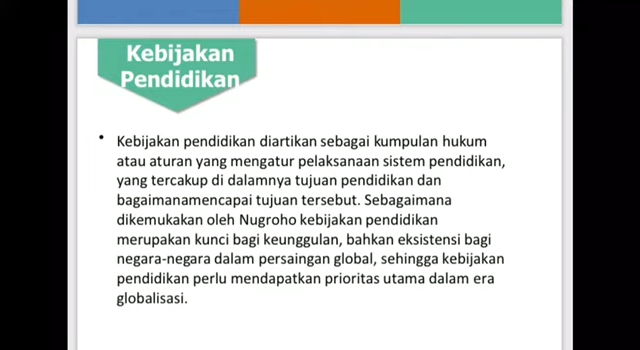 Kebijakan
Pendidikan
• Kebijakan pendidikan diartikan sebagai kumpulan hukum
atau aturan yang mengatur pelaksanaan sistem pendidikan,
yang tercakup di dalamnya tujuan pendidikan dan
bagaimanamencapai tujuan tersebut. Sebagaimana
dikemukakan oleh Nugroho kebijakan pendidikan
merupakan kunci bagi keunggulan, bahkan eksistensi bagi
negara-negara dalam persaingan global, sehingga kebijakan
pendidikan perlu mendapatkan prioritas utama dalam era
globalisasi.